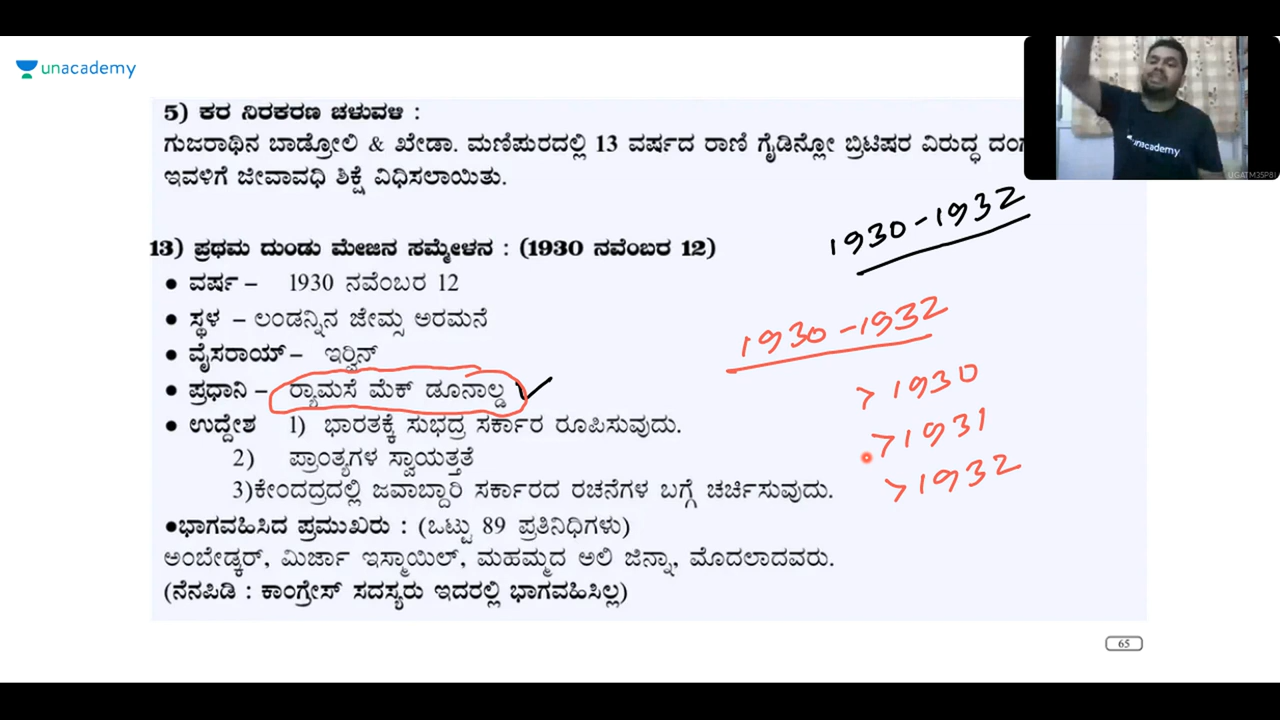 unacademy
5) ಕರ ನಿರಾಕರಣ ಚಳುವಳಿ :
ಗುಜರಾಥಿನ ಬಾಡ್ರೋಲಿ & ಖೇಡಾ. ಮಣಿಪುರದಲ್ಲಿ 13 ವರ್ಷದ ರಾಣಿ ಗೈಡಿನ್ಲೋ ಬ್ರಿಟಿಷರ ವಿರುದ್ಧ
ಇವಳಿಗೆ ಜೀವಾವಧಿ ಶಿಕ್ಷೆ ವಿಧಿಸಲಾಯಿತು.
unacademy
UGATM35P8I
1930-1932
13) ಪ್ರಥಮ ದುಂಡು ಮೇಜಿನ ಸಮ್ಮೇಳನ : (1930 ನವೆಂಬರ 12)
● ವರ್ಷ – 1930 ನವೆಂಬರ 12
● ಸ್ಥಳ – ಲಂಡನ್ನಿನ ಜೇಮ್ಸ ಅರಮನೆ
1930-1932
● ವೈಸರಾಯ್ – ಇರ್‍ವಿನ್
● ಪ್ರಧಾನಿ – ರ್‍ಯಾಮಸೆ ಮೆಕ್ ಡೂನಾಲ್ಡ
> 1930
● ಉದ್ದೇಶ 1) ಭಾರತಕ್ಕೆ ಸುಭದ್ರ ಸರ್ಕಾರ ರೂಪಿಸುವುದು.
> 1931
2) ಪ್ರಾಂತ್ಯಗಳ ಸ್ವಾಯತ್ತತೆ
> 1932
3)ಕೇಂದದ್ರದಲ್ಲಿ ಜವಾಬ್ದಾರಿ ಸರ್ಕಾರದ ರಚನೆಗಳ ಬಗ್ಗೆ ಚರ್ಚಿಸುವುದು.
●ಭಾಗವಹಿಸಿದ ಪ್ರಮುಖರು : (ಒಟ್ಟು 89 ಪ್ರತಿನಿಧಿಗಳು)
ಅಂಬೇಡ್ಕರ್, ಮಿರ್ಜಾ ಇಸ್ಮಾಯಿಲ್, ಮಹಮ್ಮದ ಅಲಿ ಜಿನ್ನಾ, ಮೊದಲಾದವರು.
(ನೆನಪಿಡಿ : ಕಾಂಗ್ರೇಸ್ ಸದಸ್ಯರು ಇದರಲ್ಲಿ ಭಾಗವಹಿಸಿಲ್ಲ)
65